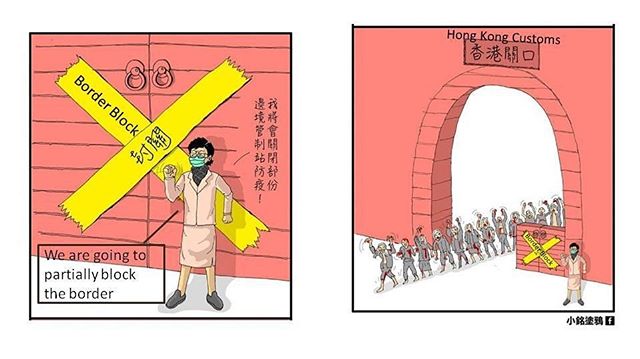 Border Block
封關
我將會關閉部份
邊境管制站防疫！
We are going to
partially block
the border
Hong Kong Customs
香港關口
Border Block
小銘塗鴉 f